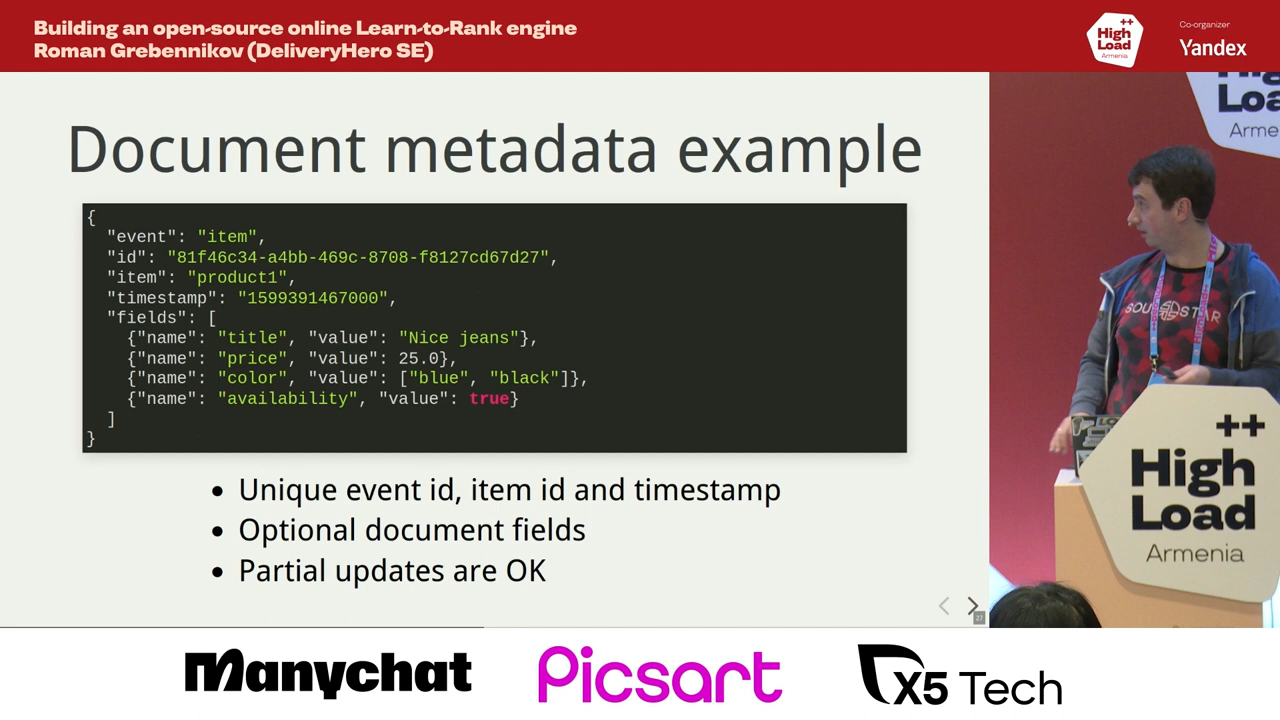 Building an open-source online Learn-to-Rank engine
Roman Grebennikov (DeliveryHero SE)
High ++
Load
Armenia
Co-organizer
Yandex
Document metadata example
{
  "event": "item",
  "id": "81f46c34-a4bb-469c-8708-f8127cd67d27",
  "item": "product1",
  "timestamp": "1599391467000",
  "fields": [
    {"name": "title", "value": "Nice jeans"},
    {"name": "price", "value": 25.0},
    {"name": "color", "value": ["blue", "black"]},
    {"name": "availability", "value": true}
  ]
}
• Unique event id, item id and timestamp
• Optional document fields
• Partial updates are OK
27
++
High
Load
Armenia
Manychat
Picsart
X5 Tech